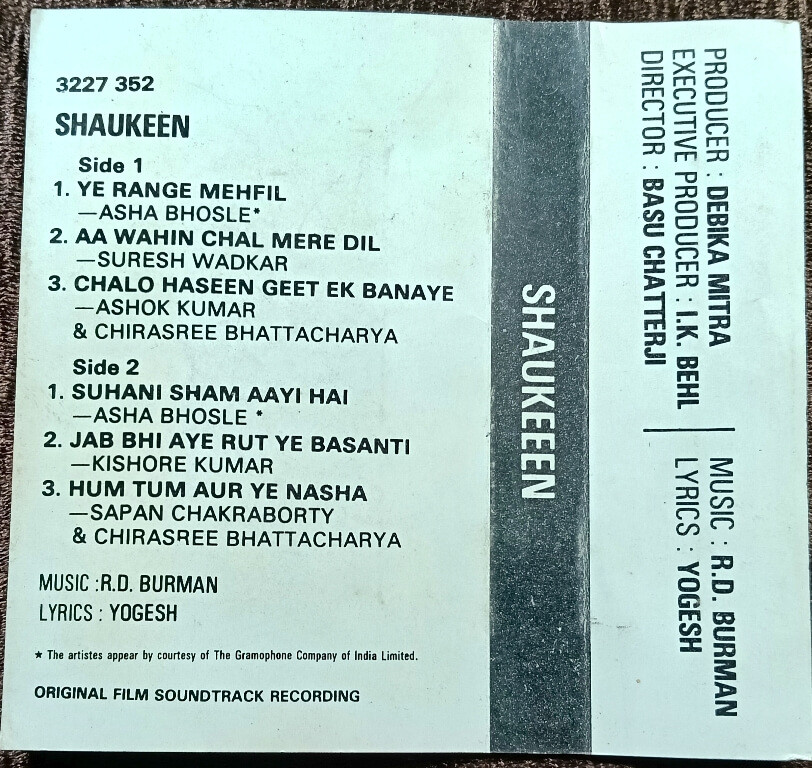 3227 352
SHAUKEEN
Side 1
1. YE RANGE MEHFIL
—ASHA BHOSLE*
2. AA WAHIN CHAL MERE DIL
—SURESH WADKAR
3. CHALO HASEEN GEET EK BANAYE
—ASHOK KUMAR
& CHIRASREE BHATTACHARYA
Side 2
1. SUHANI SHAM AAYI HAI
—ASHA BHOSLE *
2. JAB BHI AYE RUT YE BASANTI
—KISHORE KUMAR
3. HUM TUM AUR YE NASHA
—SAPAN CHAKRABORTY
& CHIRASREE BHATTACHARYA
MUSIC :R.D. BURMAN
LYRICS : YOGESH
★ The artistes appear by courtesy of The Gramophone Company of India Limited.
ORIGINAL FILM SOUNDTRACK RECORDING
SHAUKEEEN
PRODUCER : DEBIKA MITRA
EXECUTIVE PRODUCER : I.K. BEHL
DIRECTOR : BASU CHATTERJI
MUSIC : R.D. BURMAN
LYRICS : YOGESH